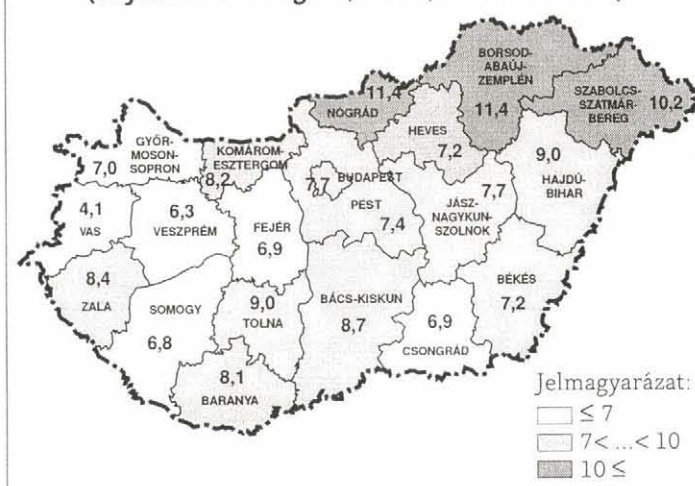 BORSOD-
ABAÚJ-
ZEMPLÉN
11,4
SZABOLCS-
SZATMÁR-
BEREG
10,2
11,4
NÓGRÁD
HEVES
7,2
GYŐR-
MOSON-
SOPRON
7,0
KOMÁROM-
ESZTERGOM
8,2
BUDAPEST
7,7
PEST
7,4
9,0
HAJDÚ-
BIHAR
7,7
JÁSZ-
NAGYKUN-
SZOLNOK
4,1
VAS
6,3
VESZPRÉM
FEJÉR
6,9
8,4
ZALA
SOMOGY
6,8
9,0
TOLNA
BÁCS-KISKUN
8,7
BÉKÉS
7,2
6,9
CSONGRÁD
8,1
BARANYA
Jelmagyarázat:
≤ 7
7< ...< 10
10 ≤